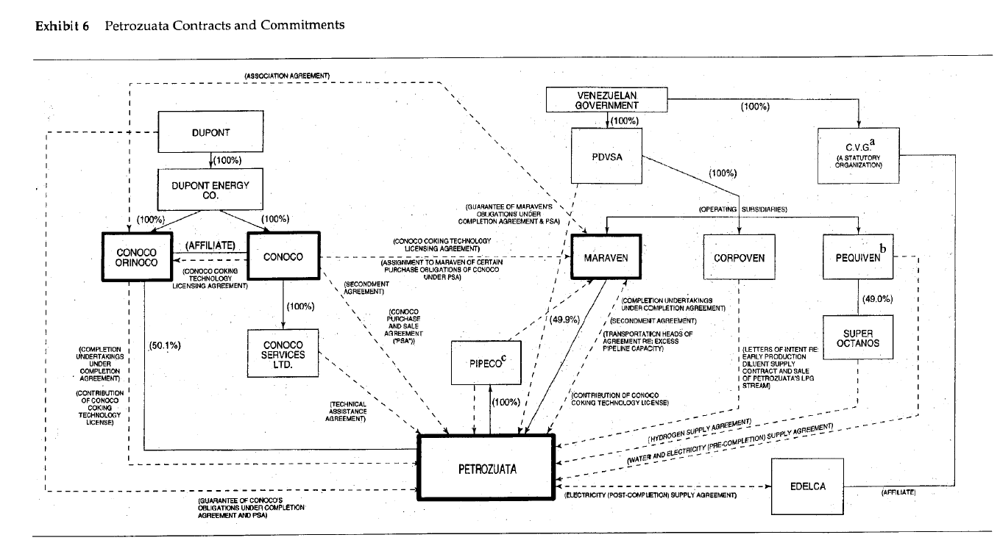 Exhibit 6 Petrozuata Contracts and Commitments
(ASSOCIATION AGREEMENT)
VENEZUELAN
GOVERNMENT
(100%)
(100%)
DUPONT
PDVSA
C.V.G.a
(A STATUTORY
ORGANIZATION)
(100%)
(100%)
DUPONT ENERGY
CO.
(GUARANTEE OF MARAVEN'S
OBLIGATIONS UNDER
COMPLETION AGREEMENT & PSA)
(OPERATING SUBSIDIARIES)
(100%)
(100%)
CONOCO
ORINOCO
(AFFILIATE)
CONOCO
(CONOCO COKING TECHNOLOGY
LICENSING AGREEMENT)
(ASSIGNMENT TO MARAVEN OF CERTAIN
PURCHASE OBLIGATIONS OF CONOCO
UNDER PSA)
MARAVEN
CORPOVEN
PEQUIVEN b
(CONOCO COKING
TECHNOLOGY
LICENSING AGREEMENT)
(SECONDMENT
AGREEMENT)
(100%)
(CONOCO
PURCHASE
AND SALE
AGREEMENT
("PSA"))
(49.9%)
(COMPLETION UNDERTAKINGS
UNDER COMPLETION AGREEMENT)
(SECONDMENT AGREEMENT)
(TRANSPORTATION HEADS OF
AGREEMENT RE: EXCESS
PIPELINE CAPACITY)
(49.0%)
SUPER
OCTANOS
(COMPLETION
UNDERTAKINGS
UNDER
COMPLETION
AGREEMENT)
(50.1%)
CONOCO
SERVICES
LTD.
PIPECOc
(LETTERS OF INTENT RE:
EARLY PRODUCTION
DILUENT SUPPLY
CONTRACT AND SALE
OF PETROZUATA'S LPG
STREAM)
(CONTRIBUTION
OF CONOCO
COKING
TECHNOLOGY
LICENSE)
(TECHNICAL
ASSISTANCE
AGREEMENT)
(100%)
(CONTRIBUTION OF CONOCO
COKING TECHNOLOGY LICENSE)
(HYDROGEN SUPPLY AGREEMENT)
(WATER AND ELECTRICITY (PRE-COMPLETION) SUPPLY AGREEMENT)
PETROZUATA
EDELCA
(AFFILIATE)
(ELECTRICITY (POST-COMPLETION) SUPPLY AGREEMENT)
(GUARANTEE OF CONOCO'S
OBLIGATIONS UNDER COMPLETION
AGREEMENT AND PSA)